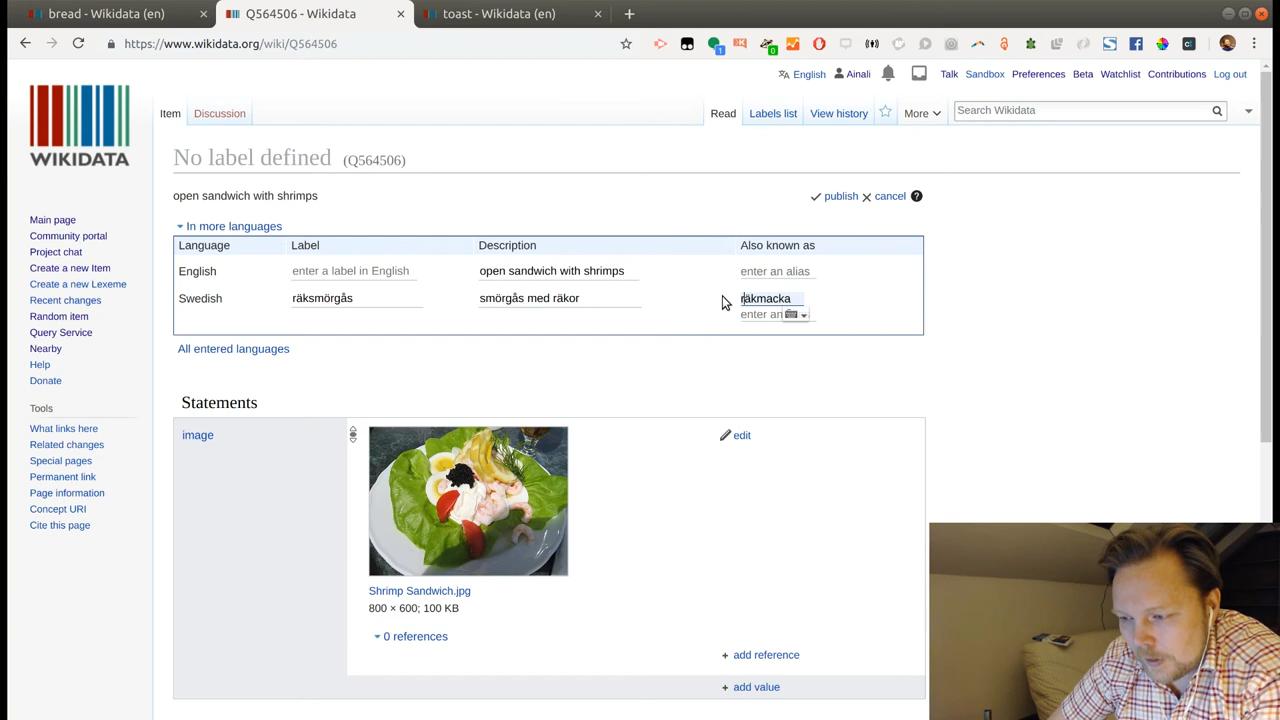 bread - Wikidata (en)
Q564506 - Wikidata
toast - Wikidata (en)
https://www.wikidata.org/wiki/Q564506
1
0
English
Ainali
Talk
Sandbox
Preferences
Beta
Watchlist
Contributions
Log out
WIKIDATA
Item
Discussion
Read
Labels list
View history
More
Search Wikidata
No label defined (Q564506)
open sandwich with shrimps
publish
cancel
In more languages
Language Label Description Also known as
English enter a label in English open sandwich with shrimps enter an alias
Swedish räksmörgås smörgås med räkor räkmacka
enter an
All entered languages
Main page
Community portal
Project chat
Create a new Item
Create a new Lexeme
Recent changes
Random page
Query Service
Nearby
Help
Donate
Tools
What links here
Related changes
Special pages
Permanent link
Page information
Concept URI
Cite this page
Statements
image
edit
Shrimp Sandwich.jpg
800 × 600; 100 KB
0 references
+ add reference
+ add value